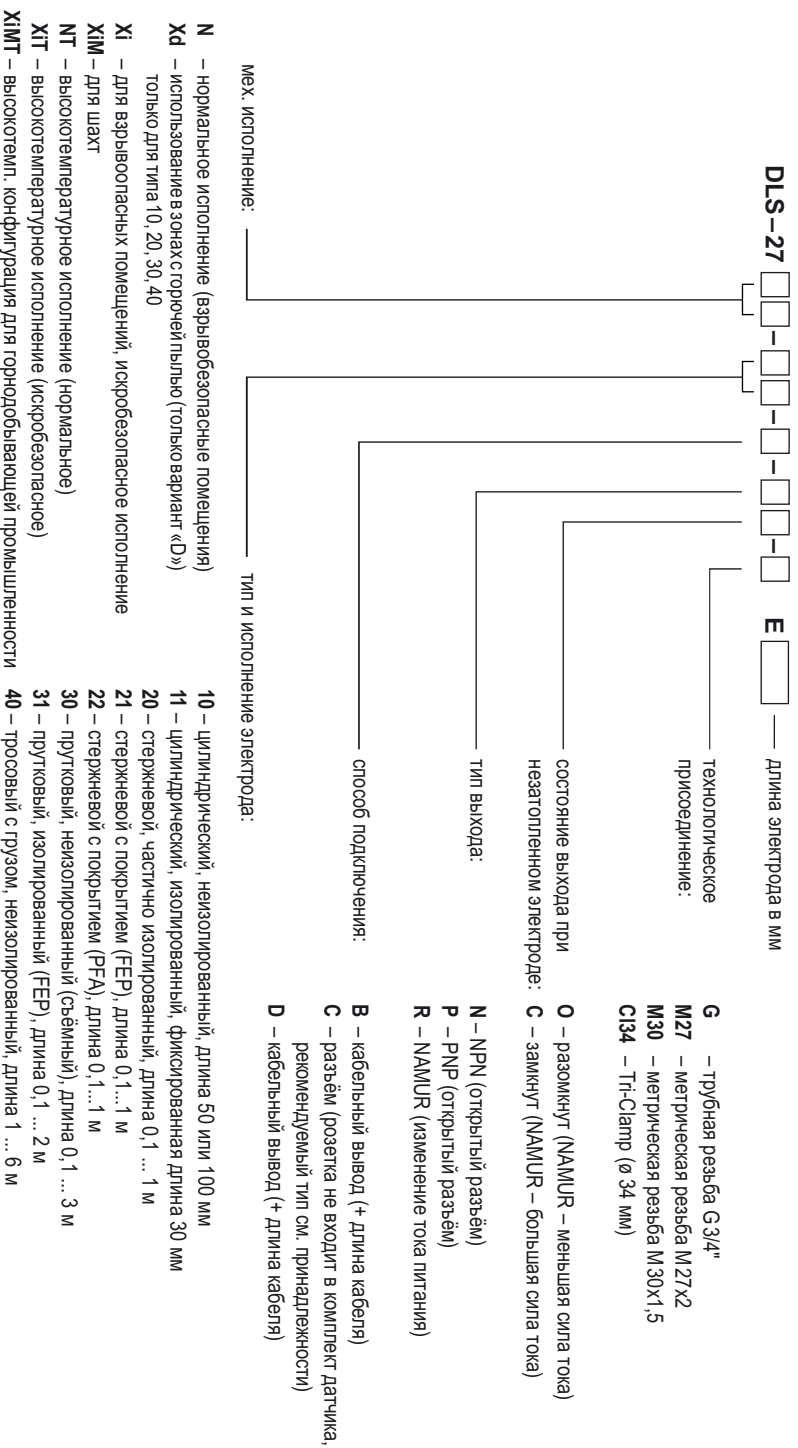 DLS–27 – – – – E
длина электрода в мм
технологическое
присоединение:
G – трубная резьба G 3/4"
M27 – метрическая резьба M 27x2
M30 – метрическая резьба M 30x1,5
Cl34 – Tri-Clamp (ø 34 мм)
состояние выхода при
незатопленном электроде:
O – разомкнут (NAMUR – меньшая сила тока)
C – замкнут (NAMUR – большая сила тока)
тип выхода:
N – NPN (открытый разъём)
P – PNP (открытый разъём)
R – NAMUR (изменение тока питания)
способ подключения:
B – кабельный вывод (+ длина кабеля)
C – разъём (розетка не входит в комплект датчика,
рекомендуемый тип см. принадлежности)
D – кабельный вывод (+ длина кабеля)
мех. исполнение:
N – нормальное исполнение (взрывобезопасные помещения)
Xd – использование в зонах с горючей пылью (только вариант «D»)
только для типа 10, 20, 30, 40
Xi – для взрывоопасных помещений, искробезопасное исполнение
XiM – для шахт
NT – высокотемпературное исполнение (нормальное)
XiT – высокотемпературное исполнение (искробезопасное)
XiMT – высокотемп. конфигурация для горнодобывающей промышленности
тип и исполнение электрода:
10 – цилиндрический, неизолированный, длина 50 или 100 мм
11 – цилиндрический, изолированный, фиксированная длина 30 мм
20 – стержневой, частично изолированный, длина 0,1 ... 1 м
21 – стержневой с покрытием (FEP), длина 0,1...1 м
22 – стержневой с покрытием (PFA), длина 0,1...1 м
30 – прутковый, неизолированный (съёмный), длина 0,1 ... 3 м
31 – прутковый, изолированный (FEP), длина 0,1 ... 2 м
40 – тросовый с грузом, неизолированный, длина 1 ... 6 м